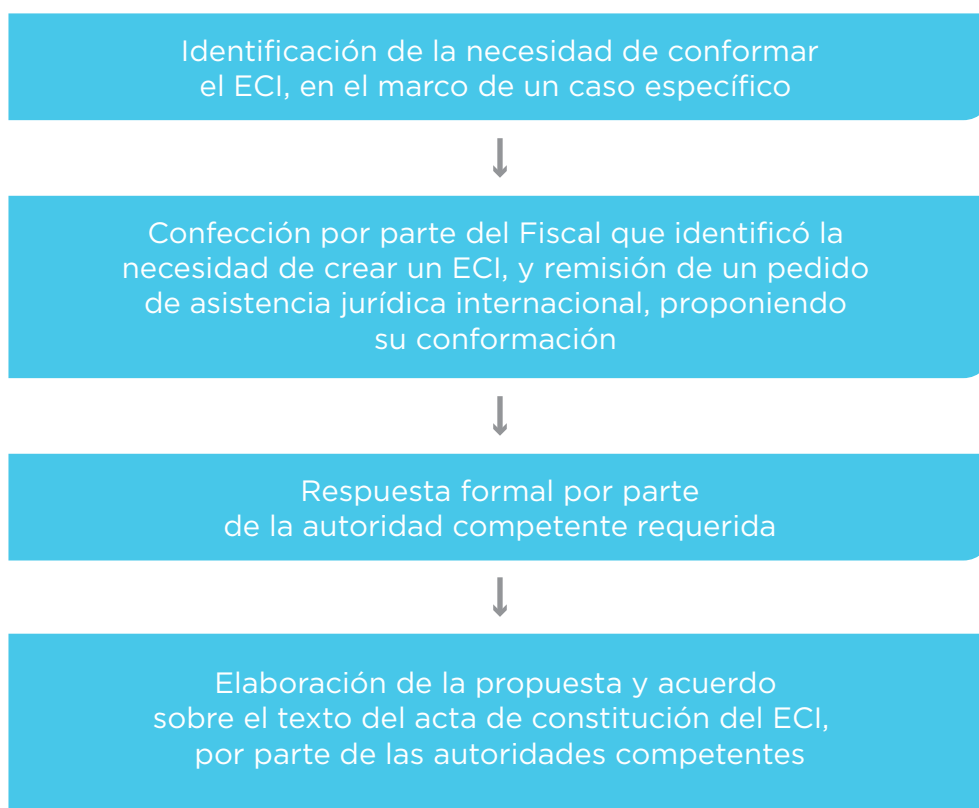 Identificación de la necesidad de conformar
el ECI, en el marco de un caso específico
Confección por parte del Fiscal que identificó la
necesidad de crear un ECI, y remisión de un pedido
de asistencia jurídica internacional, proponiendo
su conformación
Respuesta formal por parte
de la autoridad competente requerida
Elaboración de la propuesta y acuerdo
sobre el texto del acta de constitución del ECI,
por parte de las autoridades competentes